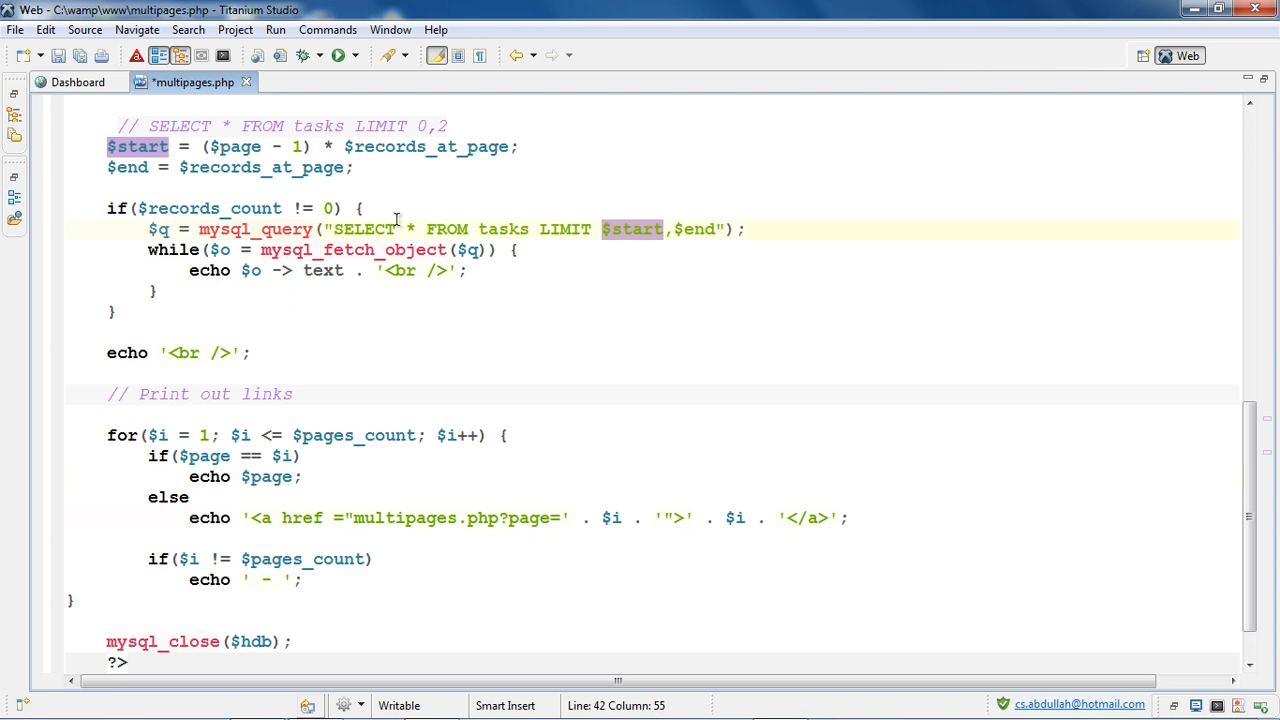 Web - C:\wamp\www\multipages.php - Titanium Studio
File Edit Source Navigate Search Project Run Commands Window Help
Web
Dashboard *multipages.php
// SELECT * FROM tasks LIMIT 0,2
$start = ($page - 1) * $records_at_page;
$end = $records_at_page;
if($records_count != 0) {
$q = mysql_query("SELECT * FROM tasks LIMIT $start,$end");
while($o = mysql_fetch_object($q)) {
echo $o -> text . '<br />';
}
}
echo '<br />';
// Print out links
for($i = 1; $i <= $pages_count; $i++) {
if($page == $i)
echo $page;
else
echo '<a href ="multipages.php?page=' . $i . '">' . $i . '</a>';
if($i != $pages_count)
echo ' - ';
}
mysql_close($hdb);
?>
Writable Smart Insert Line: 42 Column: 55 cs.abdullah@hotmail.com